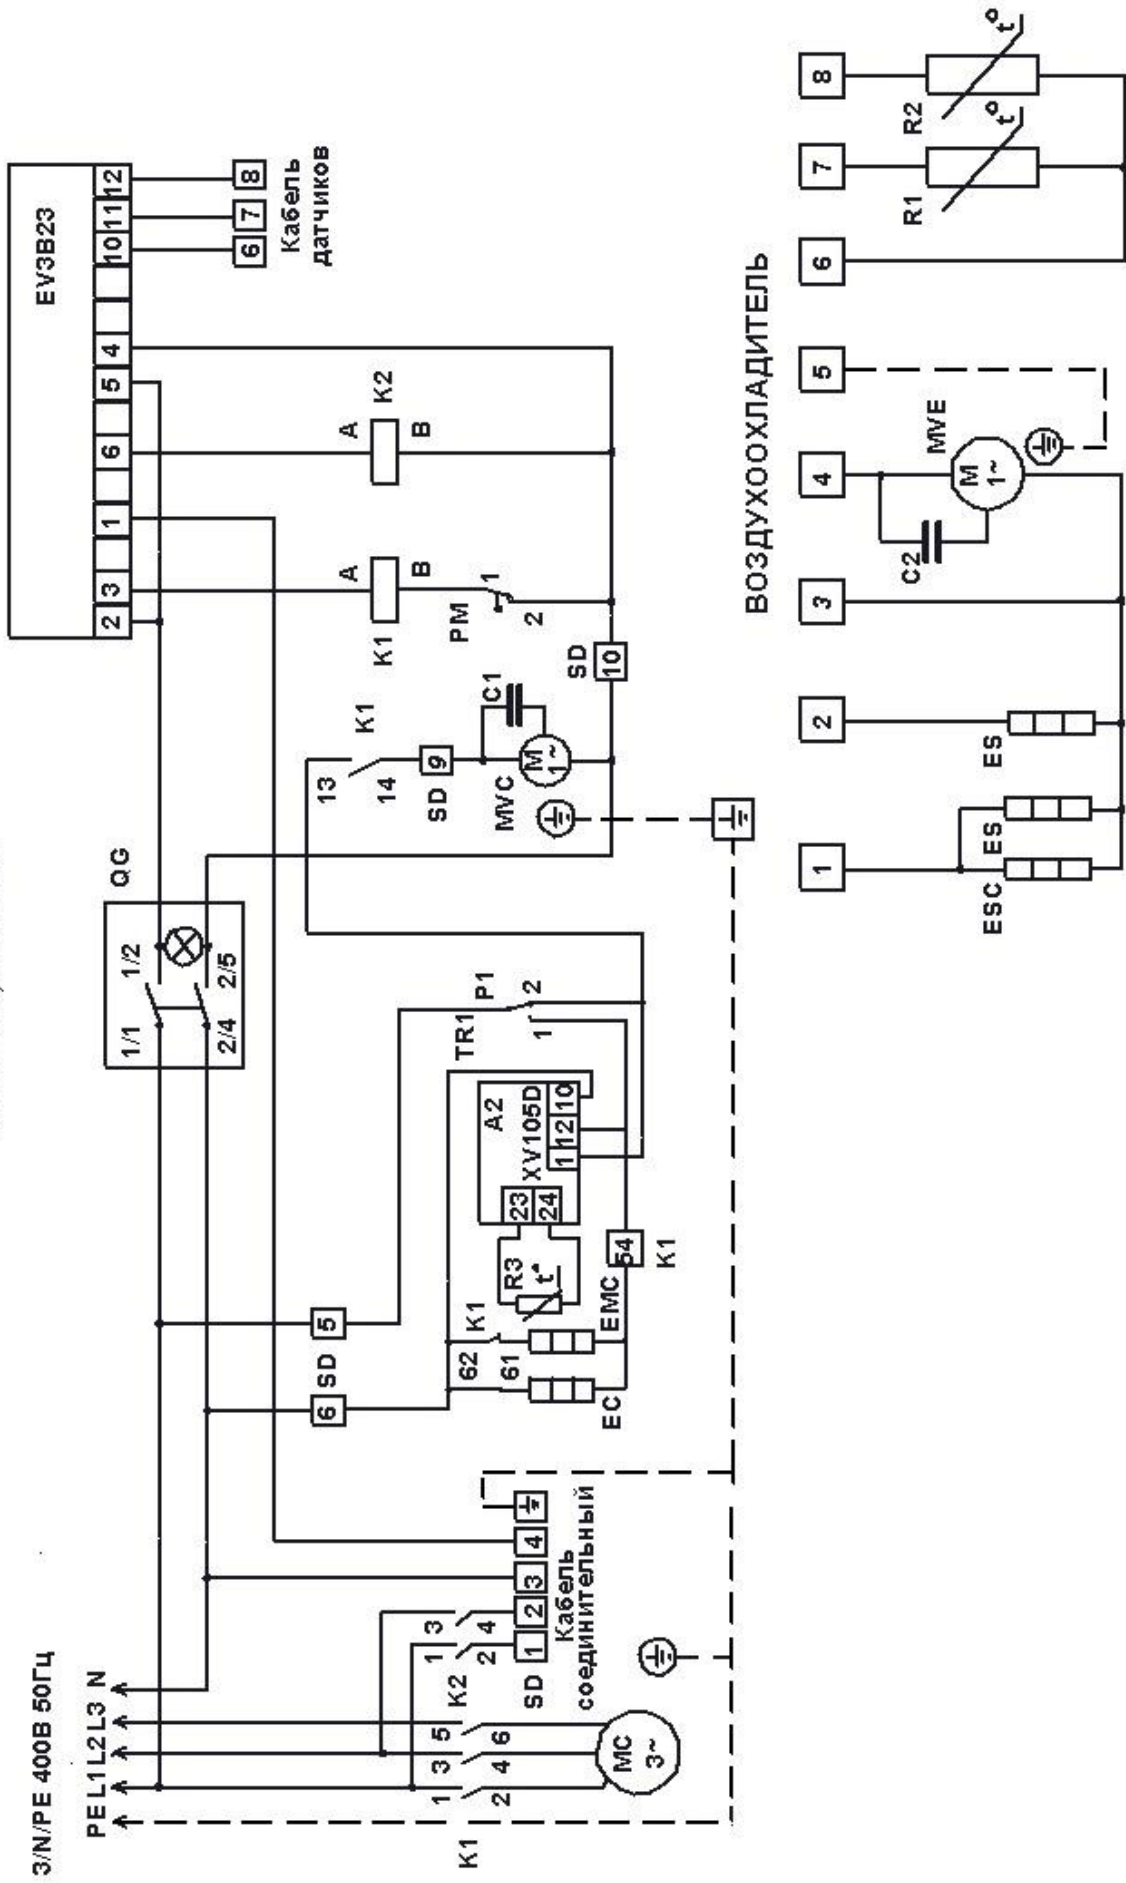 3/N/PE 400В 50Гц
PE L1 L2 L3 N
K1
1 2
3 4
5 6
MC
3~
K2
1 2
3 4
SD
1 2 3 4
Кабель
соединительный
6 SD 5
EC
62 K1
61
EMC
R3
t°
54
K1
23
24
A2
XV105D
1 12 10
TR1 P1
1 2
1/1 1/2
2/4 2/5
QG
13 K1
14
SD 9
MVC
M
1~
C1
SD
10
EV3B23
2 3 1 6 5 4 10 11 12
K1
A
B
PM
1
2
A
K2
B
6 7 8
Кабель
датчиков
ВОЗДУХООХЛАДИТЕЛЬ
1 2 3 4 5 6 7 8
ESC ES ES
C2
M
1~
MVE
R1 t°
R2 t°